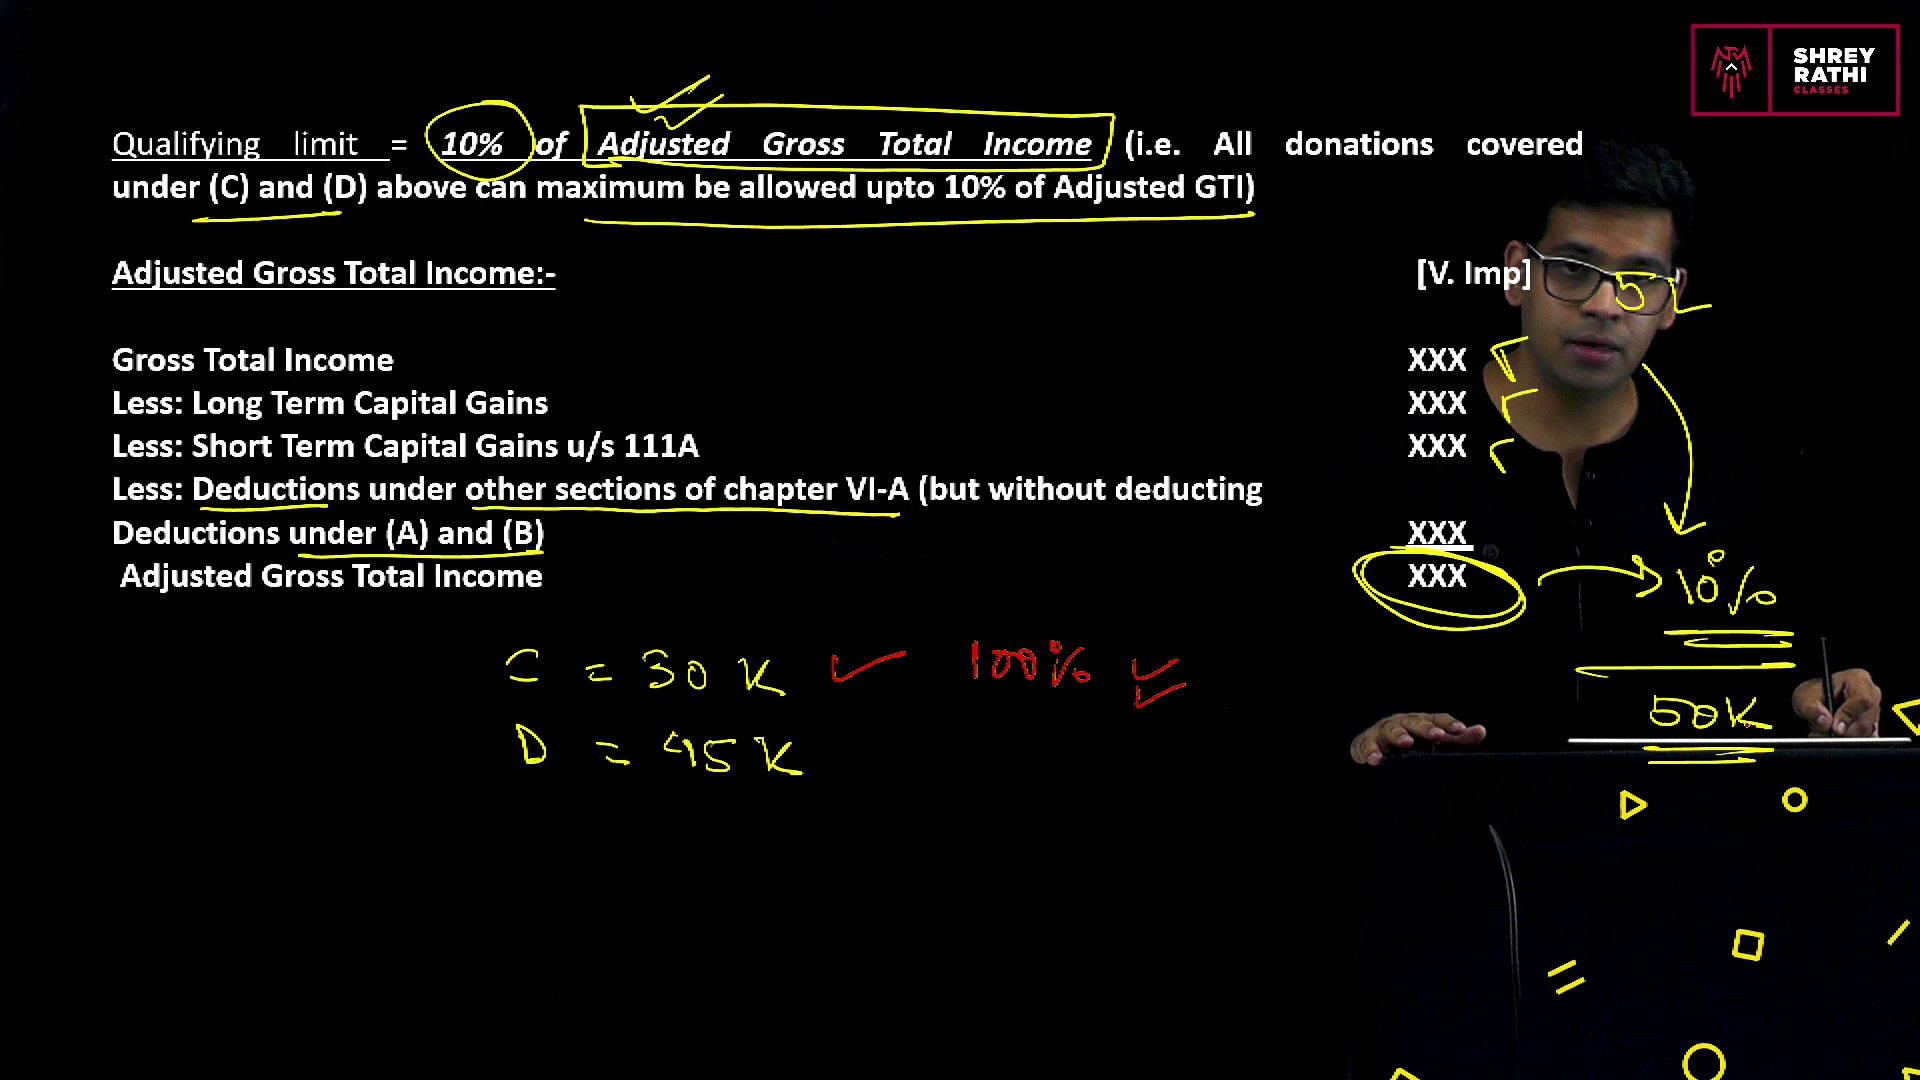 SHREY
RATHI
CLASSES
Qualifying limit = 10% of Adjusted Gross Total Income (i.e. All donations covered
under (C) and (D) above can maximum be allowed upto 10% of Adjusted GTI)
Adjusted Gross Total Income:- [V. Imp]
5L
Gross Total Income XXX
Less: Long Term Capital Gains XXX
Less: Short Term Capital Gains u/s 111A XXX
Less: Deductions under other sections of chapter VI-A (but without deducting
Deductions under (A) and (B) XXX
Adjusted Gross Total Income XXX
10%
C = 30 K 100%
50K
D = 45 K